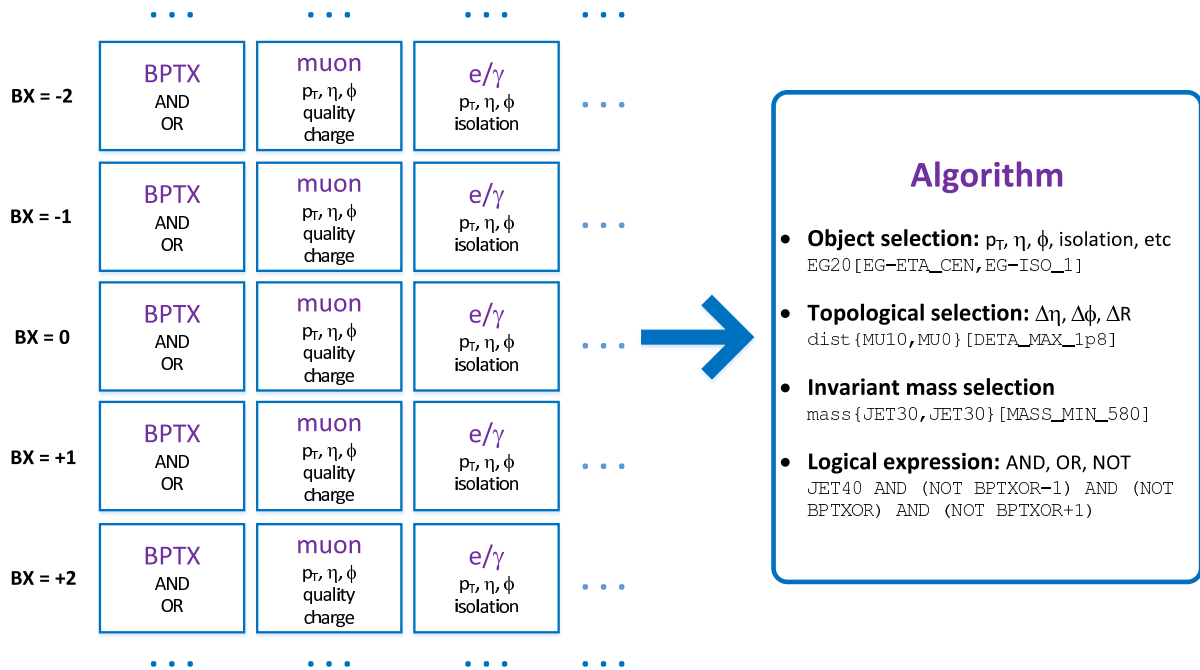 • • •
• • •
• • •
• • •
BX = -2
BPTX
AND
OR
muon
pT, η, ϕ
quality
charge
e/γ
pT, η, ϕ
isolation
• • •
BX = -1
BPTX
AND
OR
muon
pT, η, ϕ
quality
charge
e/γ
pT, η, ϕ
isolation
• • •
BX = 0
BPTX
AND
OR
muon
pT, η, ϕ
quality
charge
e/γ
pT, η, ϕ
isolation
• • •
BX = +1
BPTX
AND
OR
muon
pT, η, ϕ
quality
charge
e/γ
pT, η, ϕ
isolation
• • •
BX = +2
BPTX
AND
OR
muon
pT, η, ϕ
quality
charge
e/γ
pT, η, ϕ
isolation
• • •
• • •
• • •
• • •
• • •
Algorithm
• Object selection: pT, η, ϕ, isolation, etc
EG20[EG-ETA_CEN,EG-ISO_1]
• Topological selection: Δη, Δϕ, ΔR
dist{MU10,MU0}[DETA_MAX_1p8]
• Invariant mass selection
mass{JET30,JET30}[MASS_MIN_580]
• Logical expression: AND, OR, NOT
JET40 AND (NOT BPTXOR-1) AND (NOT
BPTXOR) AND (NOT BPTXOR+1)